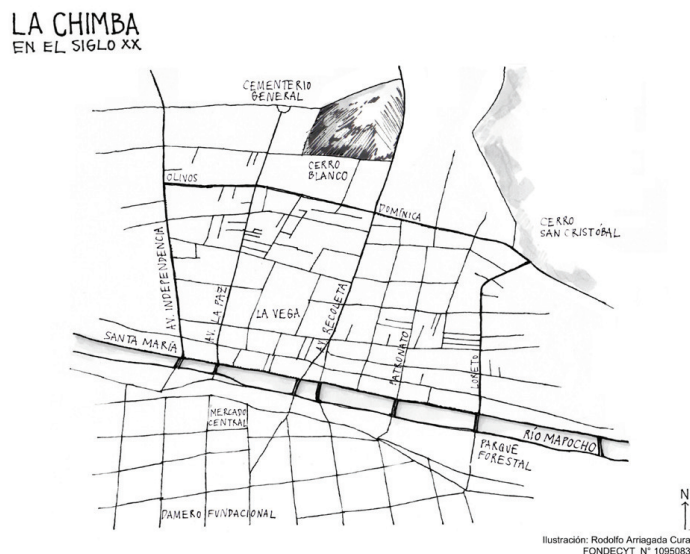 LA CHIMBA
EN EL SIGLO XX
CEMENTERIO
GENERAL
CERRO
BLANCO
OLIVOS
DOMÍNICA
CERRO
SAN CRISTÓBAL
AV. INDEPENDENCIA
AV. LA PAZ
LA VEGA
AV. RECOLETA
PATRONATO
LORETO
SANTA MARÍA
MERCADO
CENTRAL
RÍO MAPOCHO
PARQUE
FORESTAL
DAMERO FUNDACIONAL
N
Ilustración: Rodolfo Arriagada Cura
FONDECYT N° 1095083